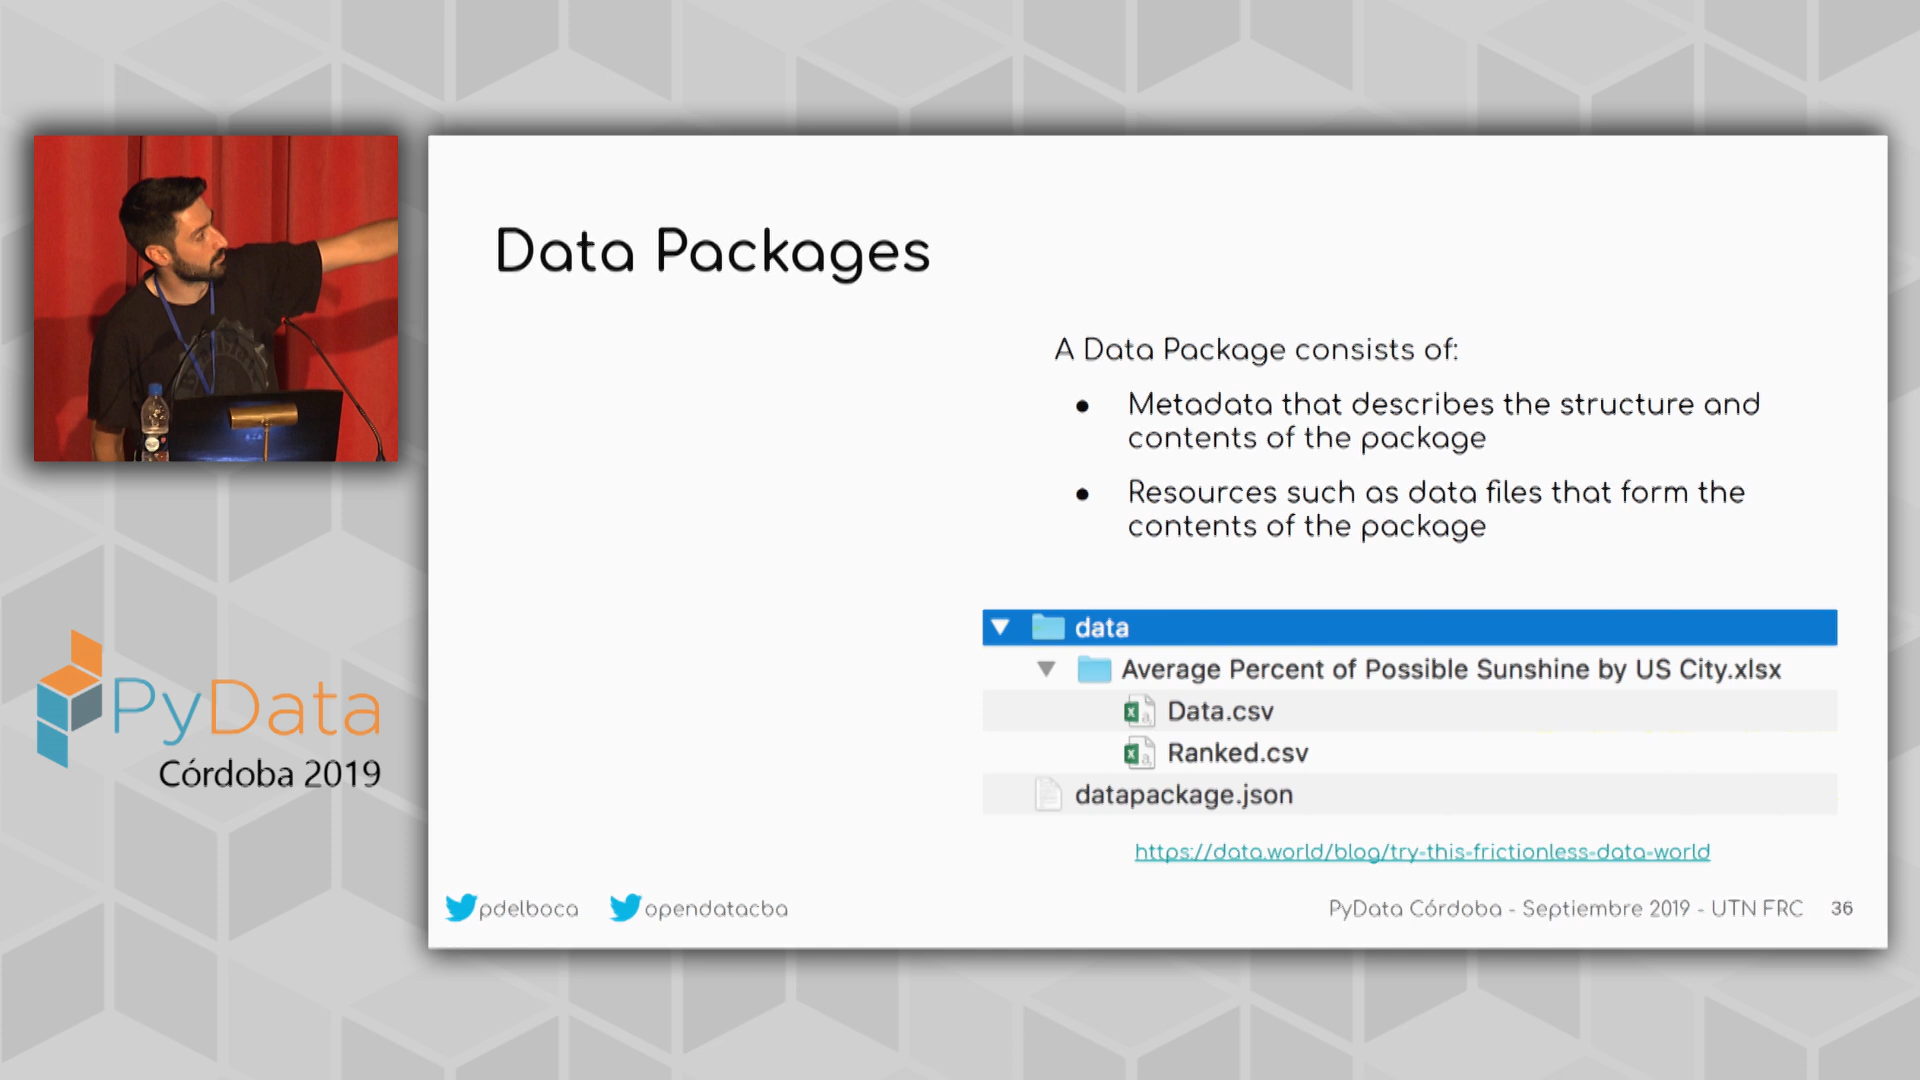 Data Packages
A Data Package consists of:
● Metadata that describes the structure and
contents of the package
● Resources such as data files that form the
contents of the package
data
Average Percent of Possible Sunshine by US City.xlsx
Data.csv
Ranked.csv
datapackage.json
https://data.world/blog/try-this-frictionless-data-world
pdelboca opendatacba
PyData Córdoba - Septiembre 2019 - UTN FRC 36
PyData
Córdoba 2019